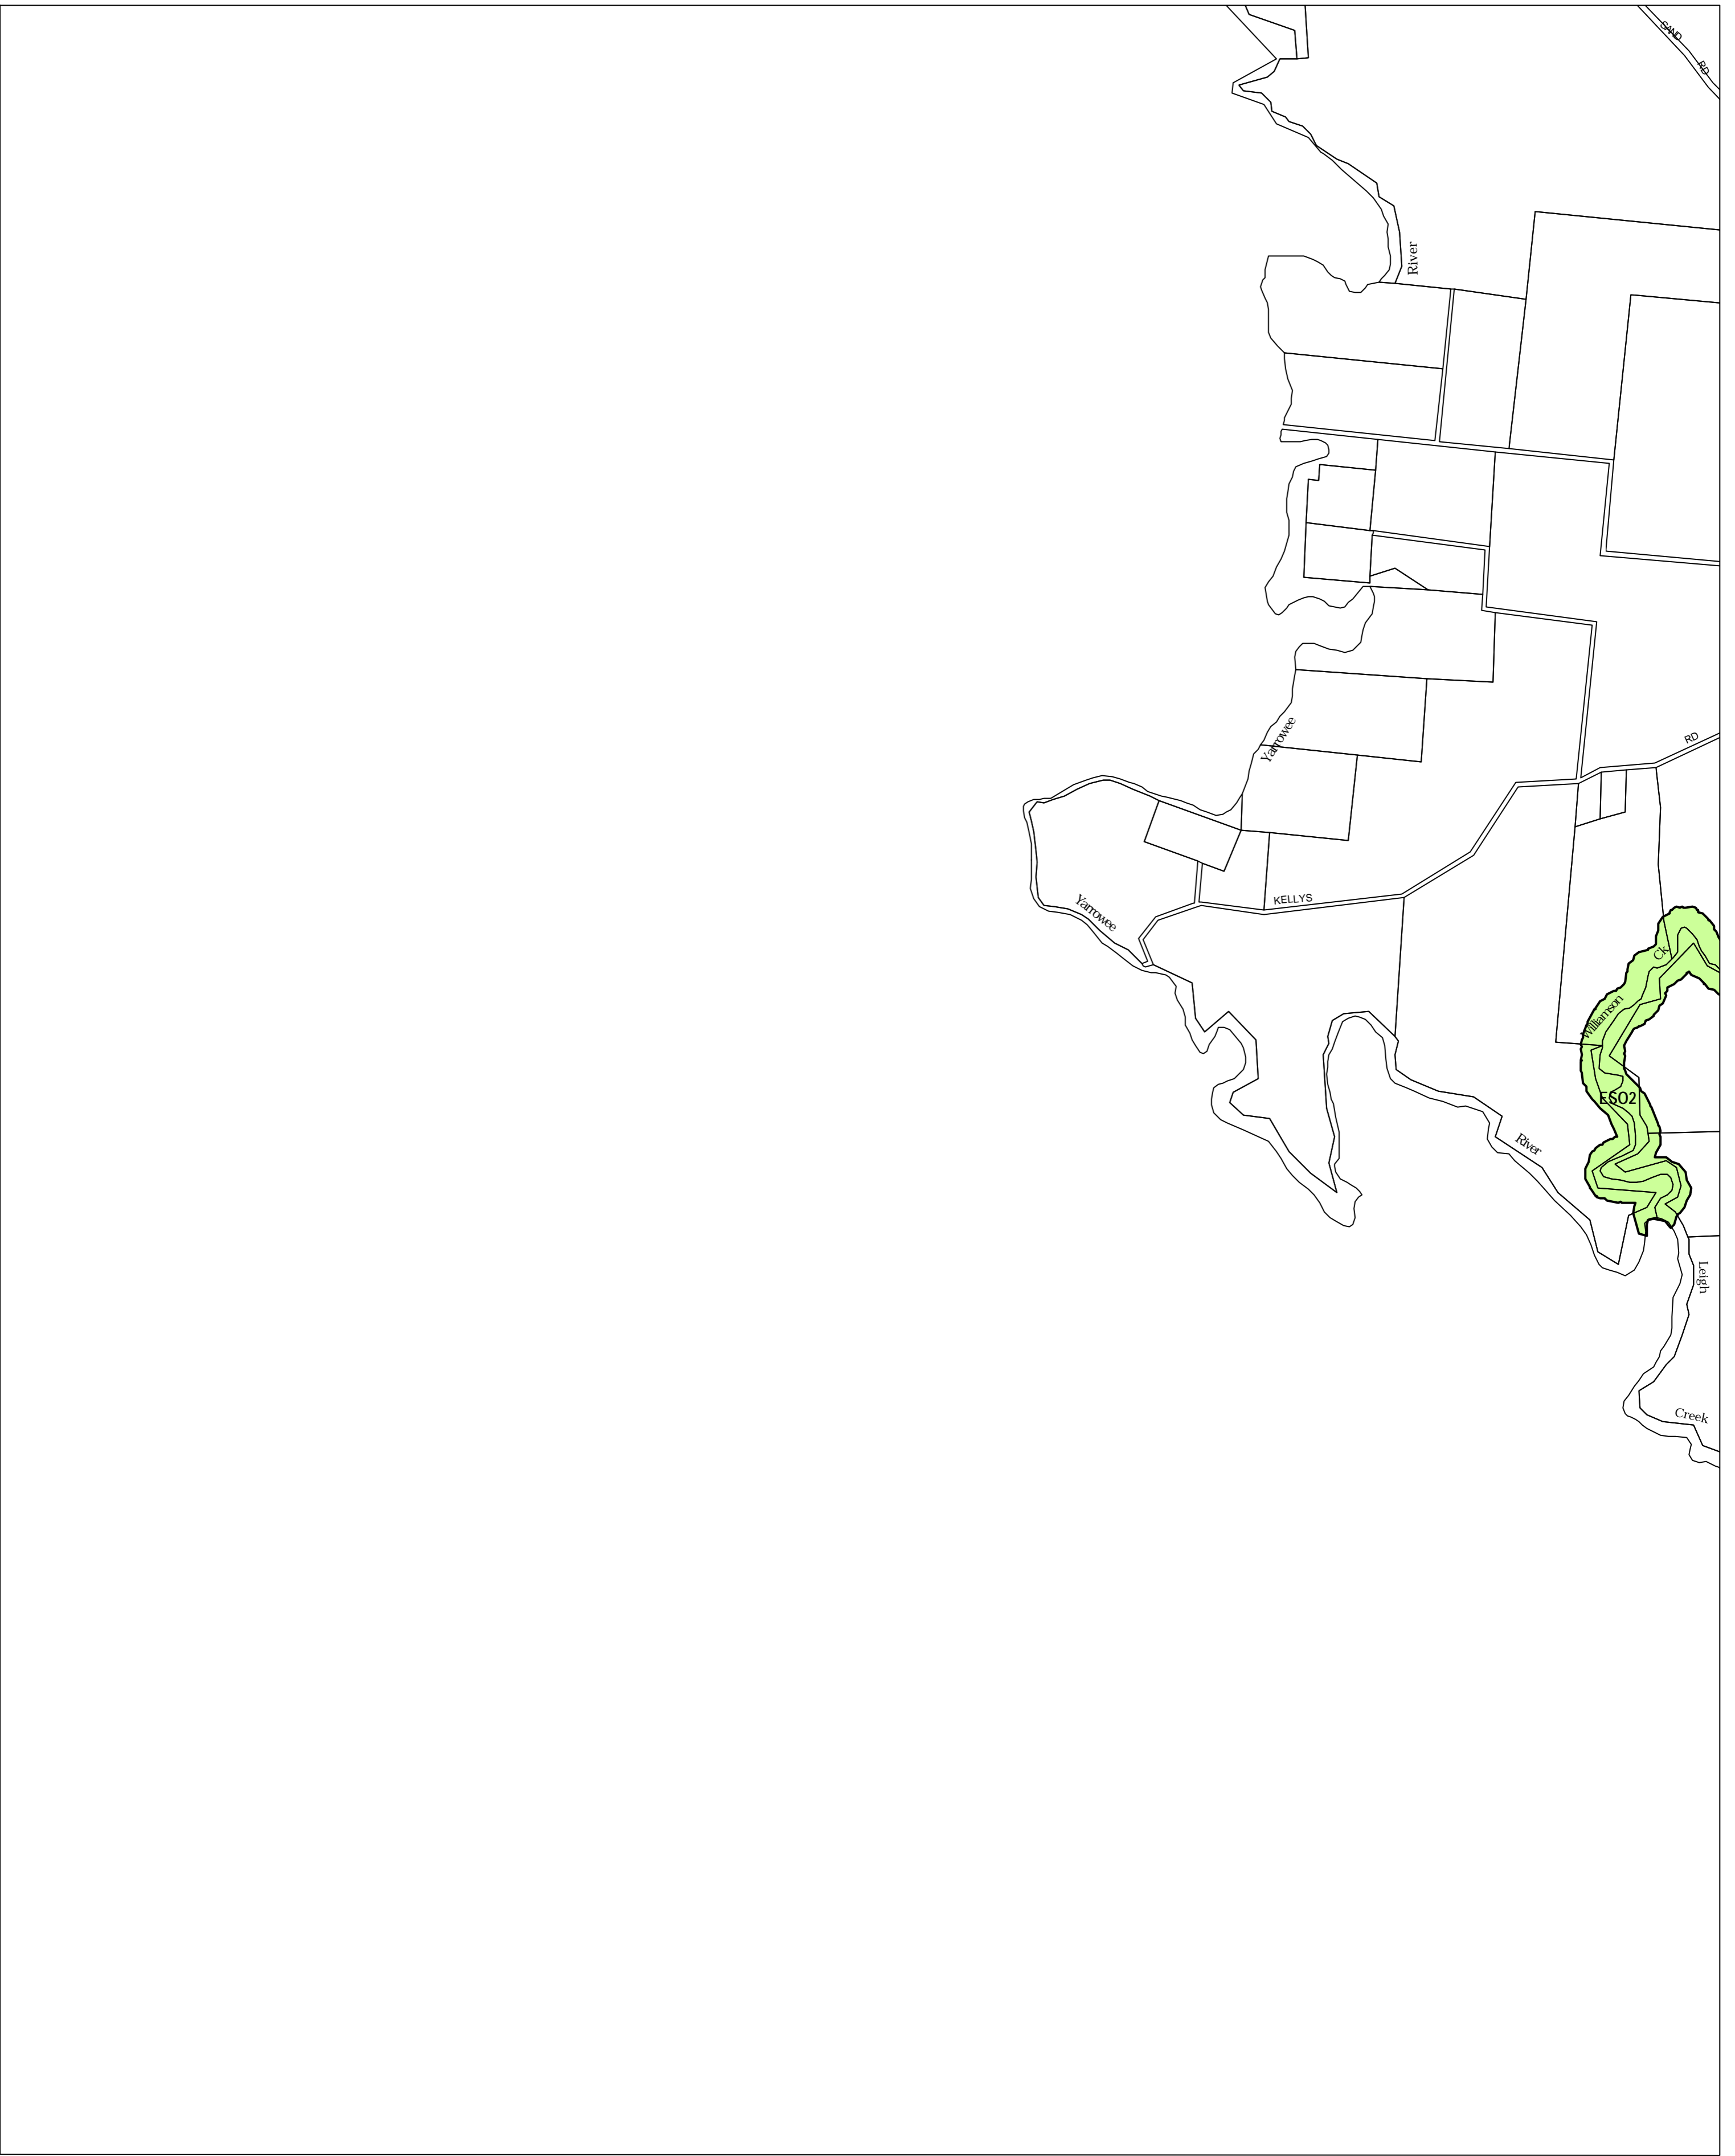 SAND
RD
River
Yarrowee
RD
KELLYS
Yarrowee
Ck
Williamson
ESO2
River
Leigh
Creek